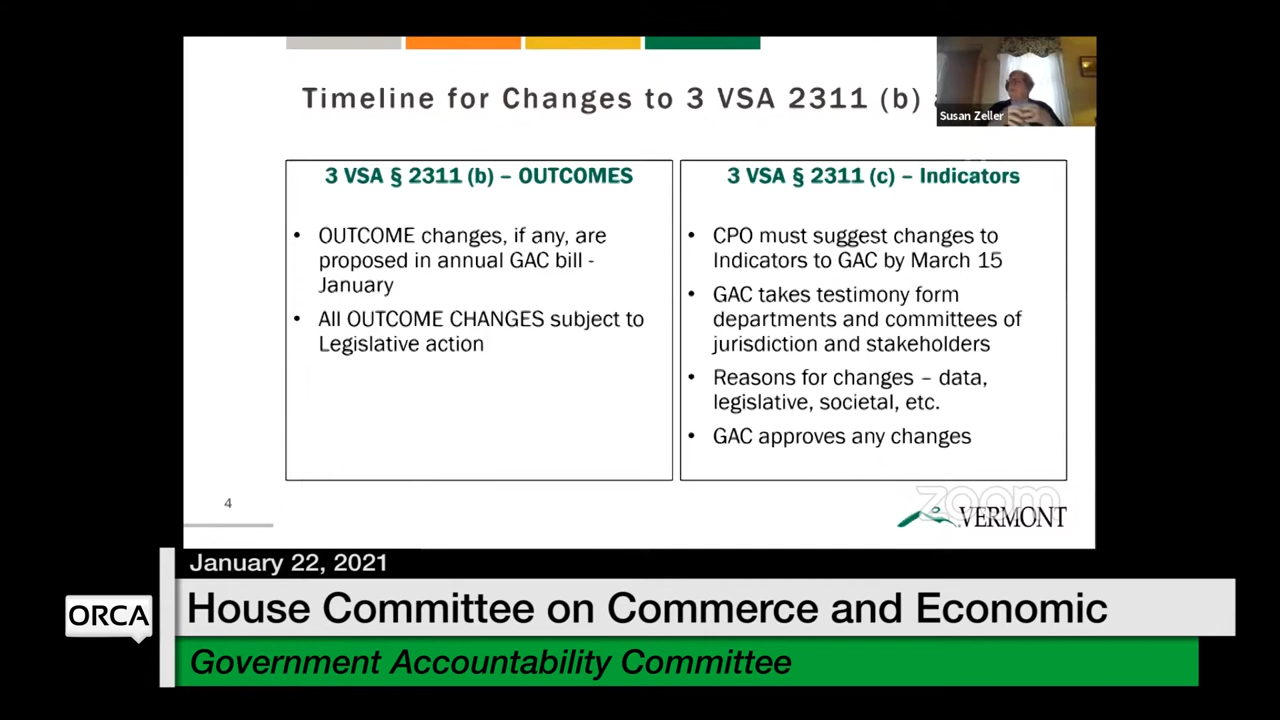 Timeline for Changes to 3 VSA 2311 (b)
Susan Zeller
3 VSA § 2311 (b) – OUTCOMES
• OUTCOME changes, if any, are
proposed in annual GAC bill -
January
• All OUTCOME CHANGES subject to
Legislative action
3 VSA § 2311 (c) – Indicators
• CPO must suggest changes to
Indicators to GAC by March 15
• GAC takes testimony form
departments and committees of
jurisdiction and stakeholders
• Reasons for changes – data,
legislative, societal, etc.
• GAC approves any changes
4
zoom
VERMONT
January 22, 2021
ORCA
House Committee on Commerce and Economic
Government Accountability Committee